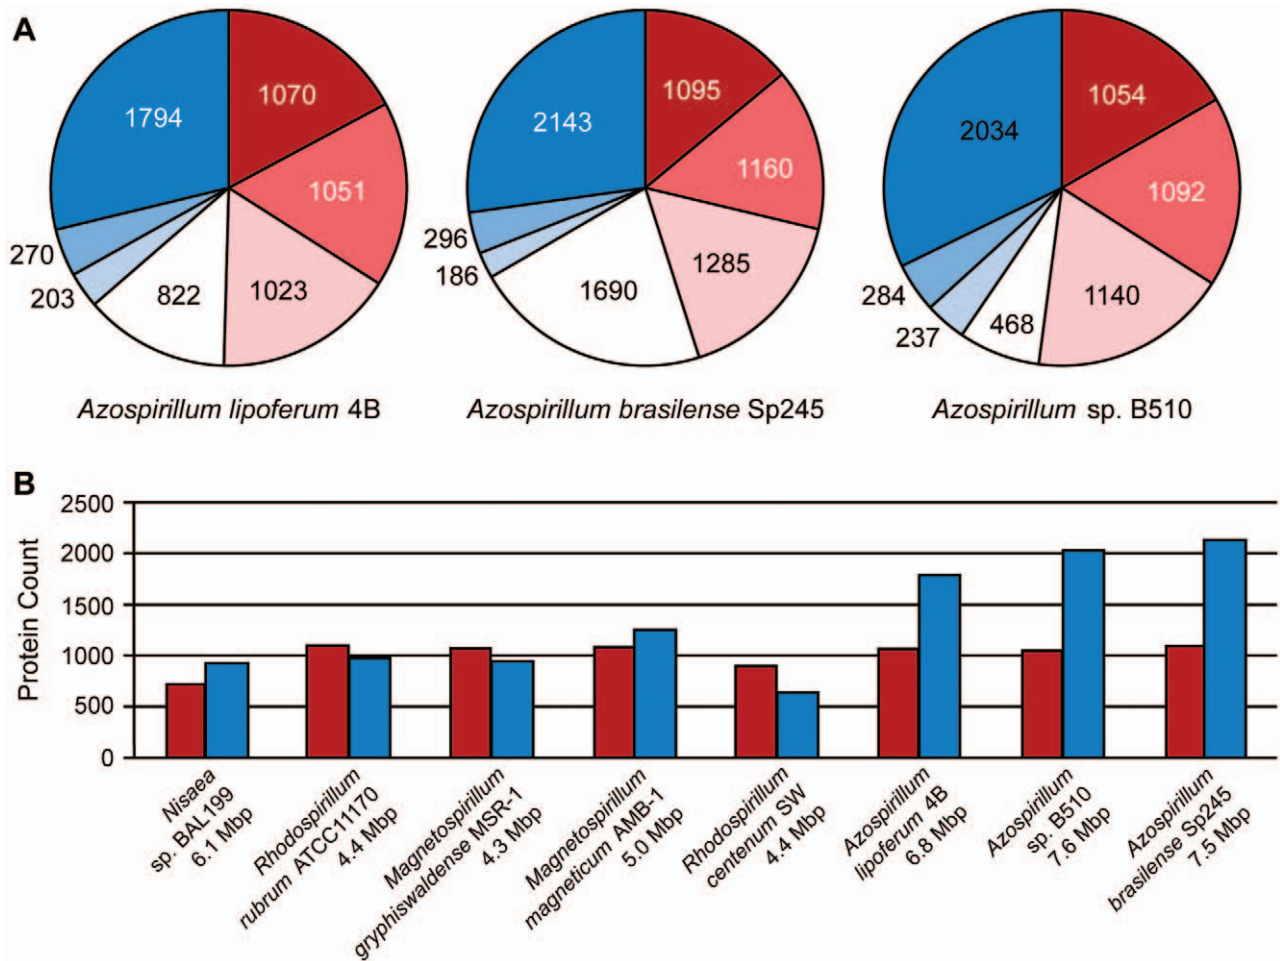 A
1794
1070
1051
1023
822
203
270
Azospirillum lipoferum 4B
2143
1095
1160
1285
1690
186
296
Azospirillum brasilense Sp245
2034
1054
1092
1140
468
237
284
Azospirillum sp. B510
B
Protein Count
2500
2000
1500
1000
500
0
Nisaea
sp. BAL199
6.1 Mbp
Rhodospirillum
rubrum ATCC11170
4.4 Mbp
Magnetospirillum
gryphiswaldense MSR-1
4.3 Mbp
Magnetospirillum
magneticum AMB-1
5.0 Mbp
Rhodospirillum
centenum SW
4.4 Mbp
Azospirillum
lipoferum 4B
6.8 Mbp
Azospirillum
sp. B510
7.6 Mbp
Azospirillum
brasilense Sp245
7.5 Mbp